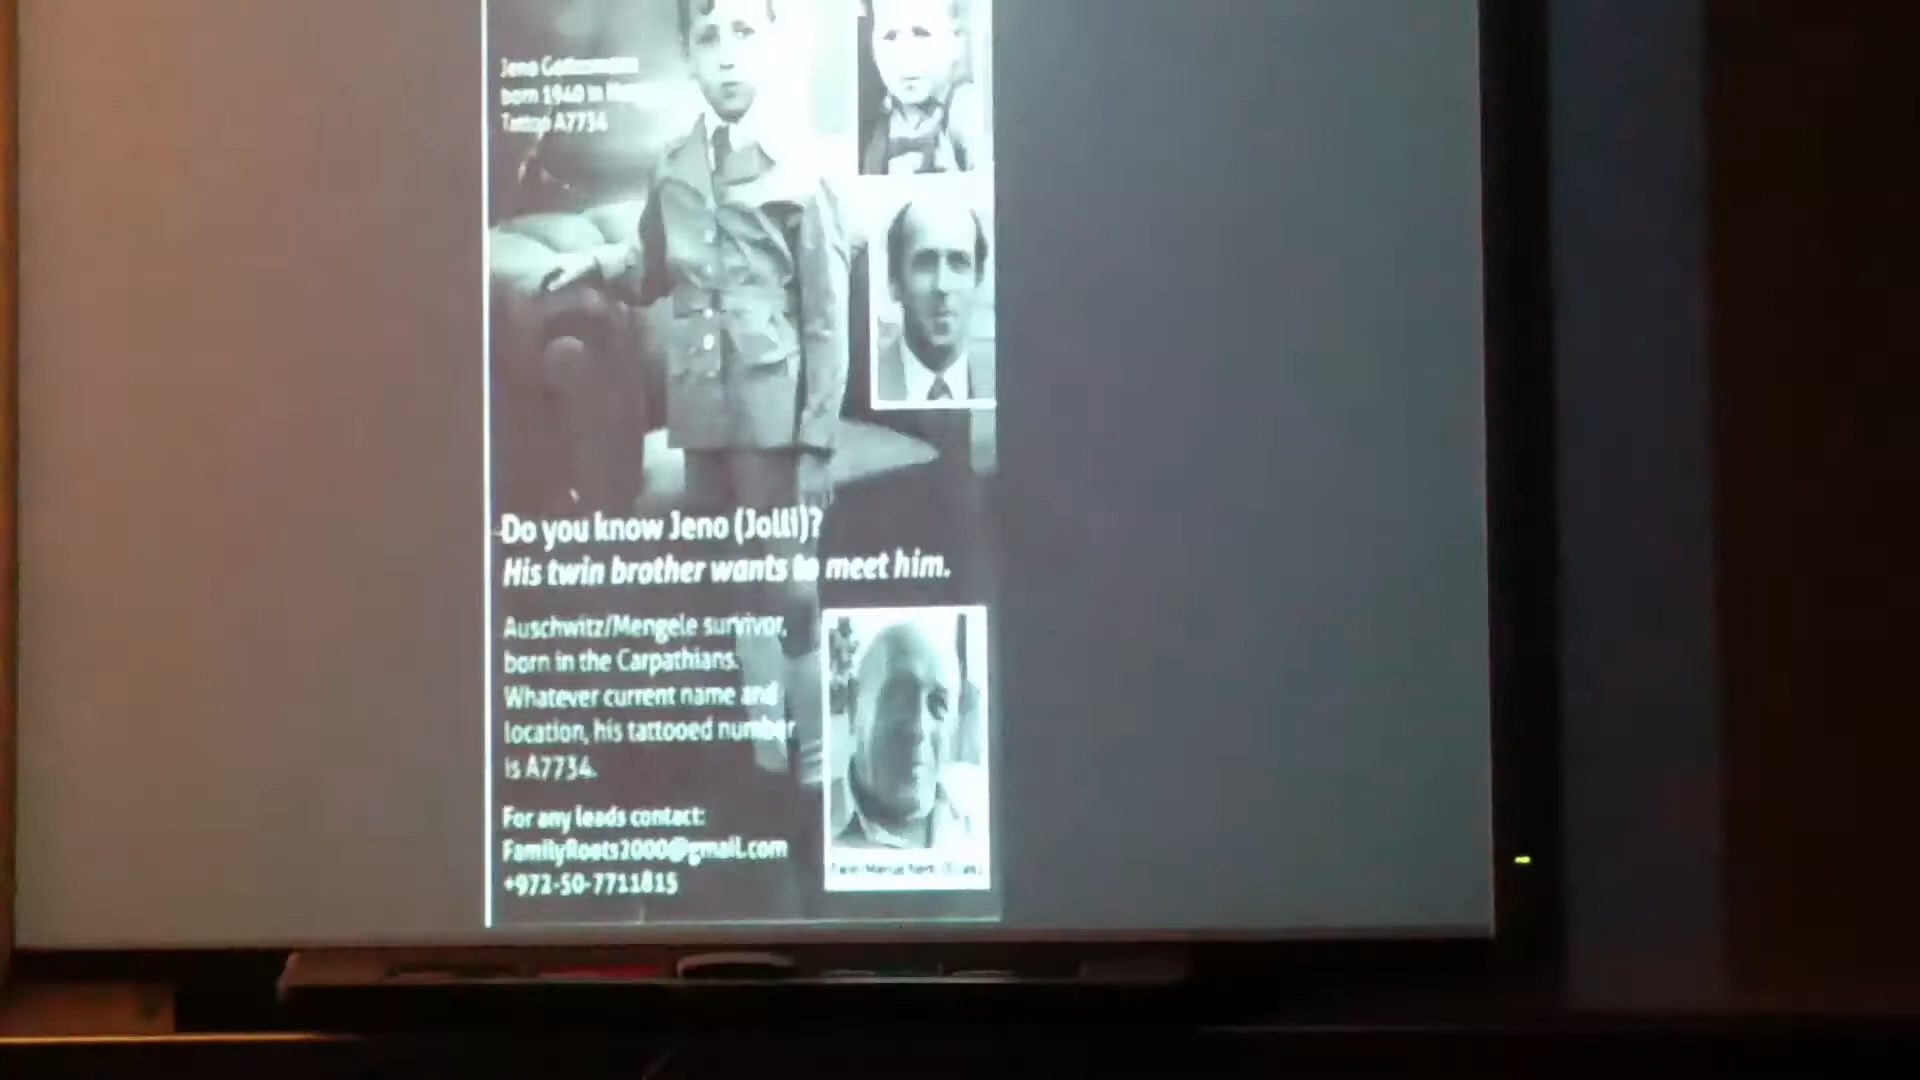 Jeno
born 1940 in
Tattoo A7734
Do you know Jeno (Jolli)?
His twin brother wants to meet him.
Auschwitz/Mengele survivor,
born in the Carpathians.
Whatever current name and
location, his tattooed number
is A7734.
For any leads contact:
FamilyRoots2000@gmail.com
+972-50-7711815
Twin